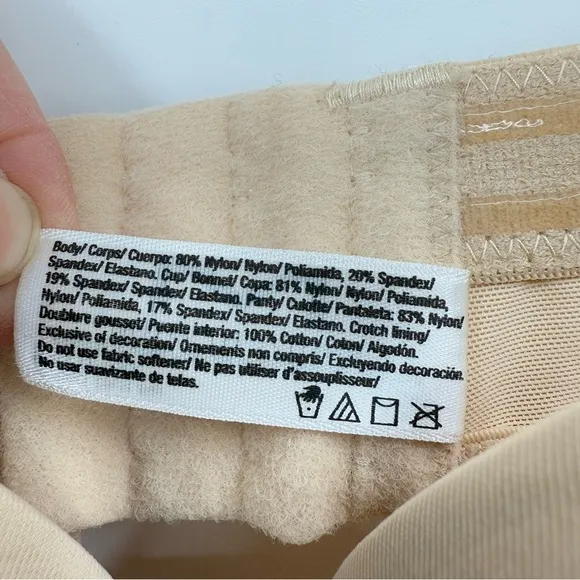 Body/ Corps/ Cuerpo: 80% Nylon/ Nylon/ Poliamida, 20% Spandex/
Spandex/ Elastano. Cup/ Bonnet/ Copa: 81% Nylon/ Nylon/ Poliamida,
19% Spandex/ Spandex/ Elastano. Panty/ Culotte/ Pantaleta: 83% Nylon/
Nylon/ Poliamida, 17% Spandex/ Spandex/ Elastano. Crotch lining/
Doublure gousset/ Puente interior: 100% Cotton/ Coton/ Algodón.
Exclusive of decoration/ Ornements non compris/ Excluyendo decoración.
Do not use fabric softener/ Ne pas utiliser d'assouplisseur/
No usar suavizante de telas.